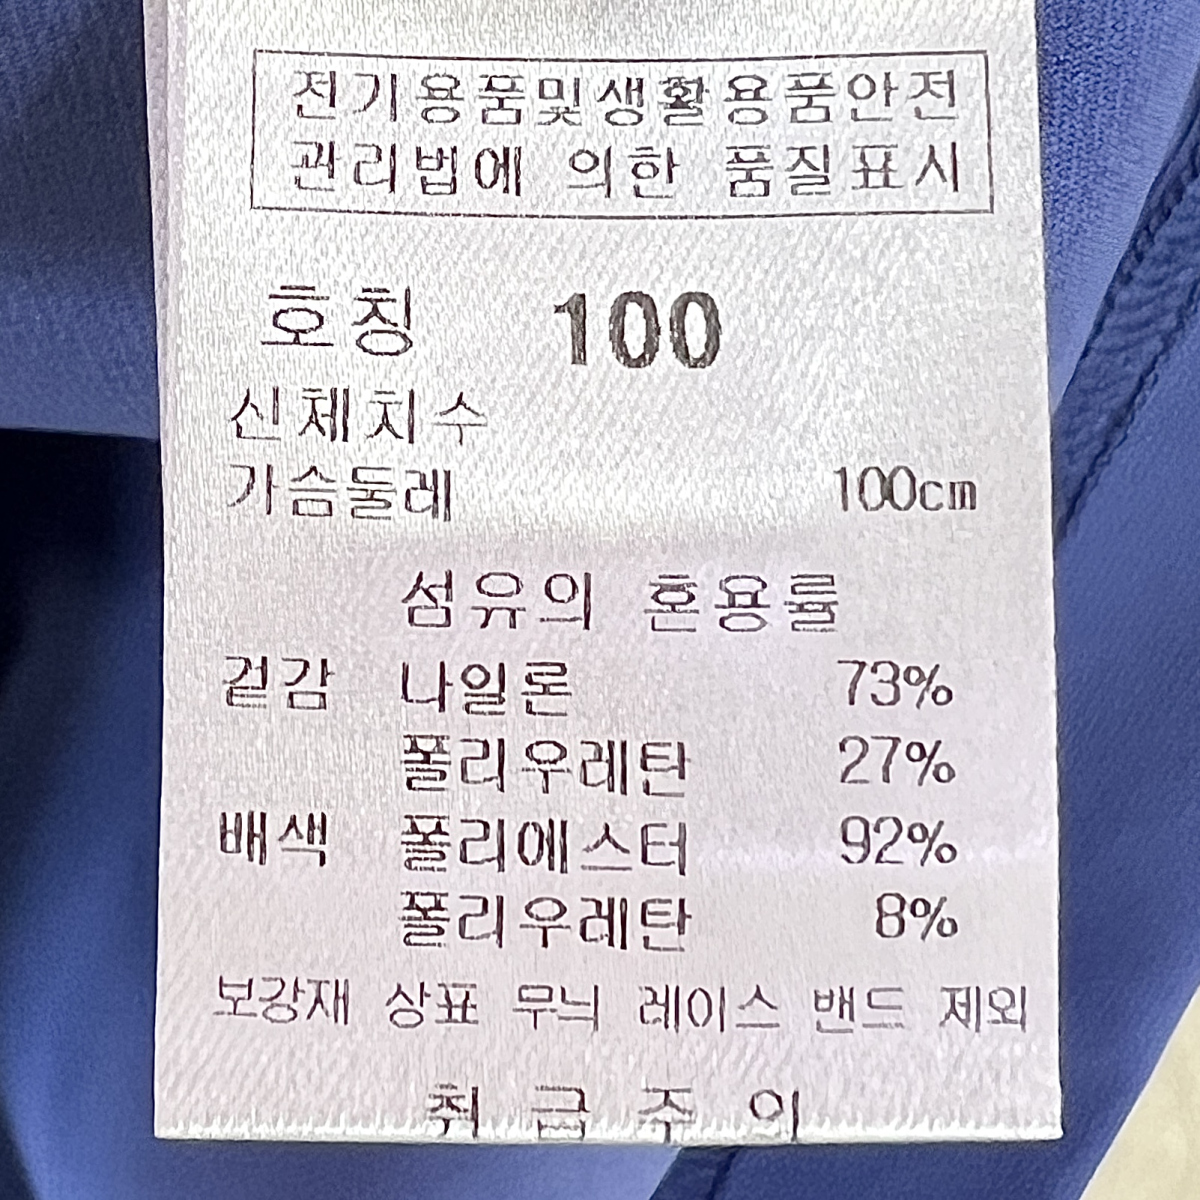 전기용품및생활용품안전
관리법에 의한 품질표시
호칭 100
신체치수
가슴둘레 100cm
섬유의 혼용률
겉감 나일론 73%
폴리우레탄 27%
배색 폴리에스터 92%
폴리우레탄 8%
보강재 상표 무늬 레이스 밴드 제외
취급주의